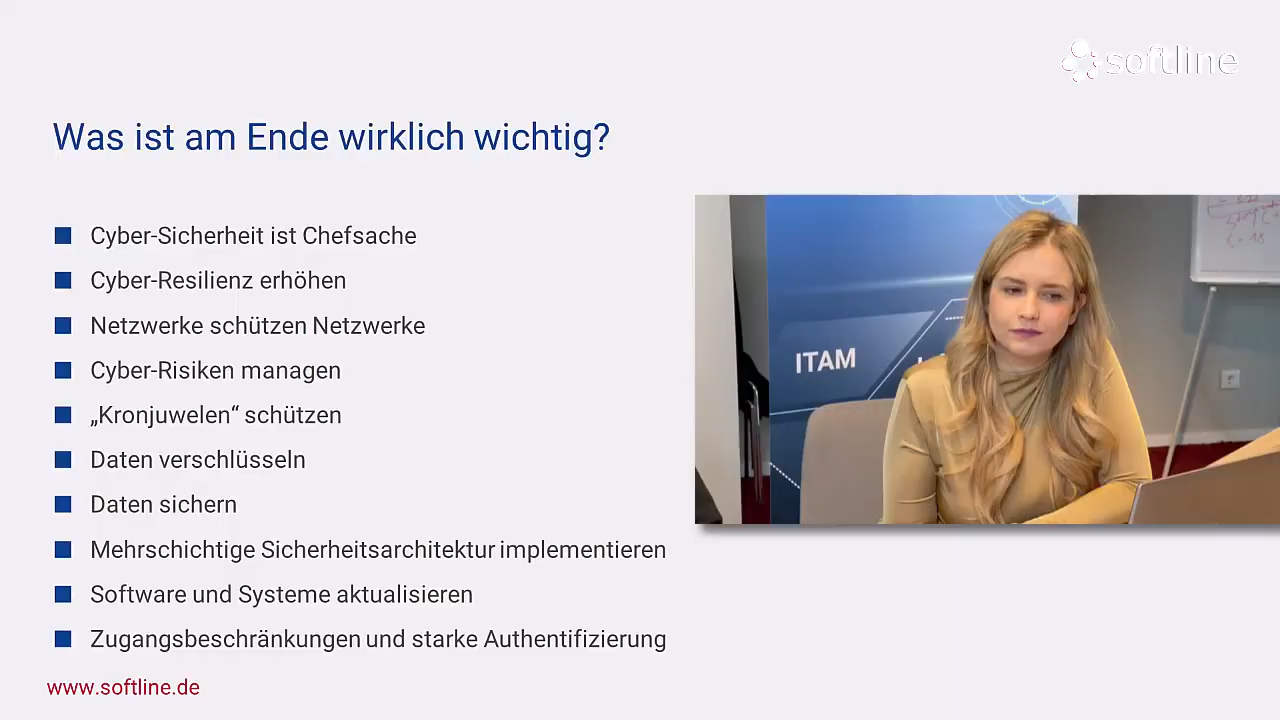 softline
Was ist am Ende wirklich wichtig?
Cyber-Sicherheit ist Chefsache
Cyber-Resilienz erhöhen
Netzwerke schützen Netzwerke
Cyber-Risiken managen
„Kronjuwelen“ schützen
Daten verschlüsseln
Daten sichern
Mehrschichtige Sicherheitsarchitektur implementieren
Software und Systeme aktualisieren
Zugangsbeschränkungen und starke Authentifizierung
www.softline.de
ITAM